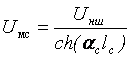 U_мс = U_нш / ch(α_c l_c)